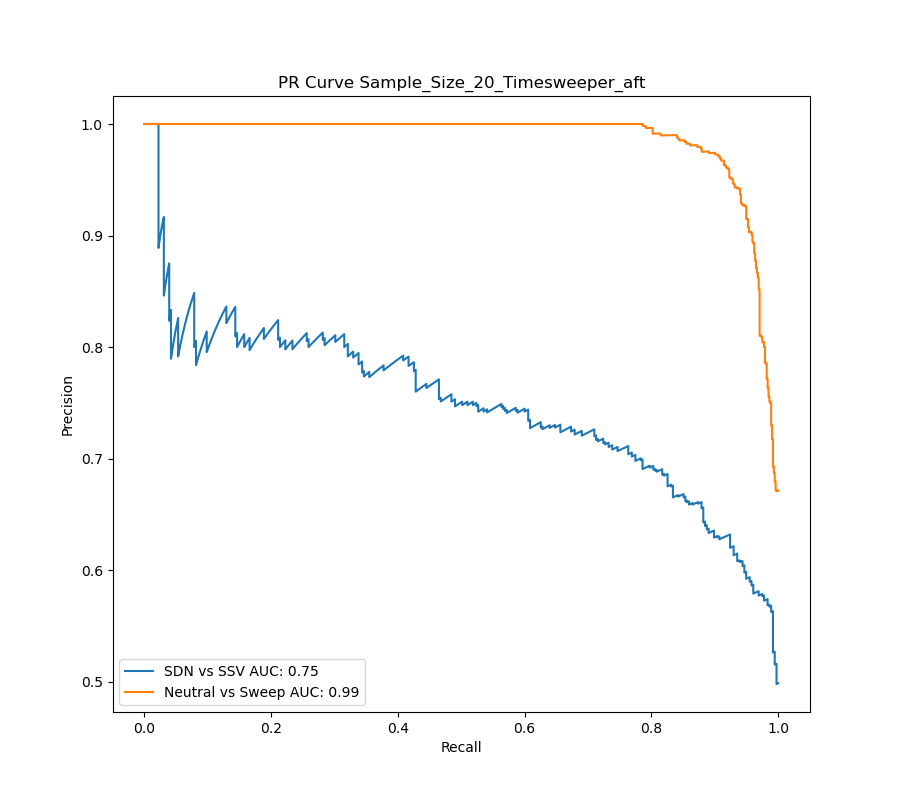 PR Curve Sample_Size_20_Timesweeper_aft
1.0
0.9
0.8
0.7
0.6
0.5
Precision
SDN vs SSV AUC: 0.75
Neutral vs Sweep AUC: 0.99
0.0 0.2 0.4 0.6 0.8 1.0
Recall